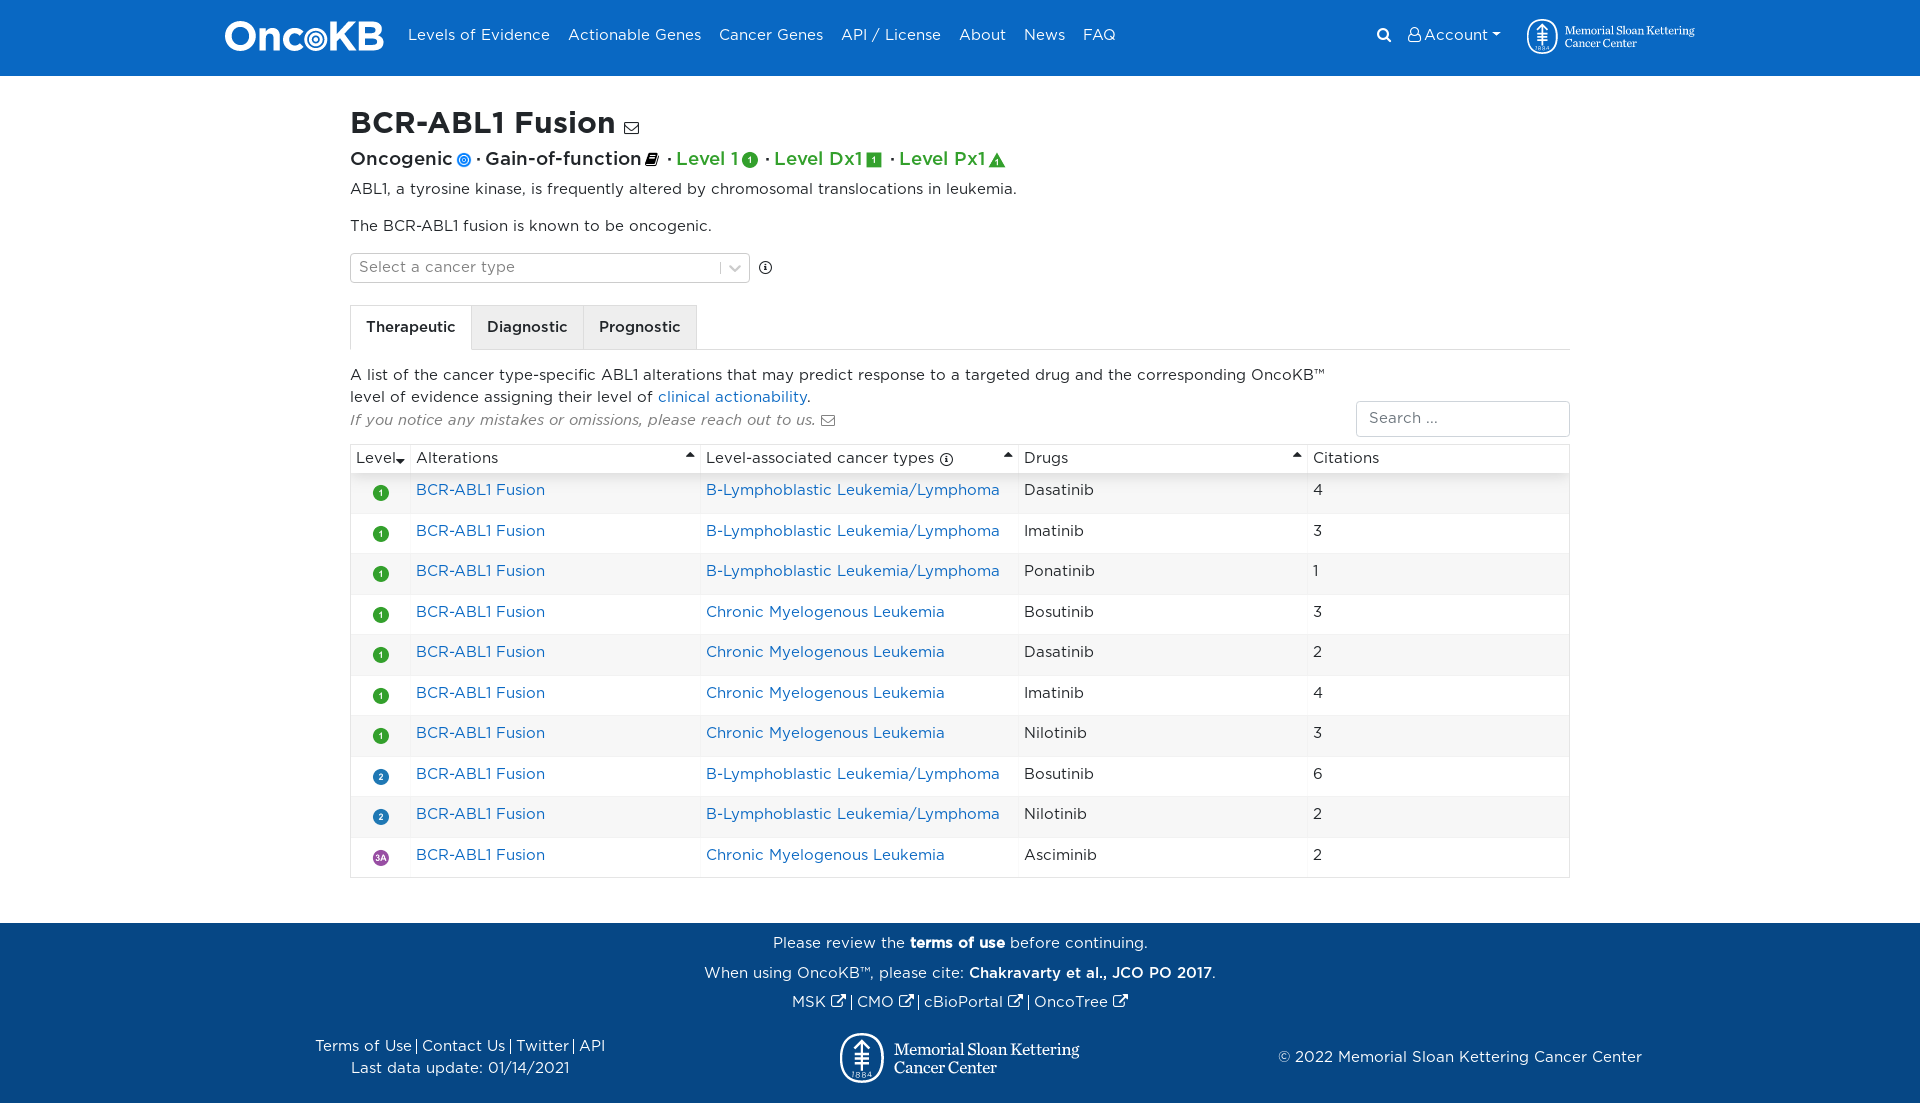 OncoKB
Levels of Evidence
Actionable Genes
Cancer Genes
API / License
About
News
FAQ
Account
Memorial Sloan Kettering
Cancer Center
1884
BCR-ABL1 Fusion
Oncogenic · Gain-of-function · Level 1 1 · Level Dx1 1 · Level Px1 1
ABL1, a tyrosine kinase, is frequently altered by chromosomal translocations in leukemia.
The BCR-ABL1 fusion is known to be oncogenic.
Select a cancer type
Therapeutic
Diagnostic
Prognostic
A list of the cancer type-specific ABL1 alterations that may predict response to a targeted drug and the corresponding OncoKB™
level of evidence assigning their level of clinical actionability.
If you notice any mistakes or omissions, please reach out to us.
Search ...
Level Alterations Level-associated cancer types Drugs Citations
1 BCR-ABL1 Fusion B-Lymphoblastic Leukemia/Lymphoma Dasatinib 4
1 BCR-ABL1 Fusion B-Lymphoblastic Leukemia/Lymphoma Imatinib 3
1 BCR-ABL1 Fusion B-Lymphoblastic Leukemia/Lymphoma Ponatinib 1
1 BCR-ABL1 Fusion Chronic Myelogenous Leukemia Bosutinib 3
1 BCR-ABL1 Fusion Chronic Myelogenous Leukemia Dasatinib 2
1 BCR-ABL1 Fusion Chronic Myelogenous Leukemia Imatinib 4
1 BCR-ABL1 Fusion Chronic Myelogenous Leukemia Nilotinib 3
2 BCR-ABL1 Fusion B-Lymphoblastic Leukemia/Lymphoma Bosutinib 6
2 BCR-ABL1 Fusion B-Lymphoblastic Leukemia/Lymphoma Nilotinib 2
3A BCR-ABL1 Fusion Chronic Myelogenous Leukemia Asciminib 2
Please review the terms of use before continuing.
When using OncoKB™, please cite: Chakravarty et al., JCO PO 2017.
MSK | CMO | cBioPortal | OncoTree
Terms of Use | Contact Us | Twitter | API
Last data update: 01/14/2021
1884
Memorial Sloan Kettering
Cancer Center
© 2022 Memorial Sloan Kettering Cancer Center